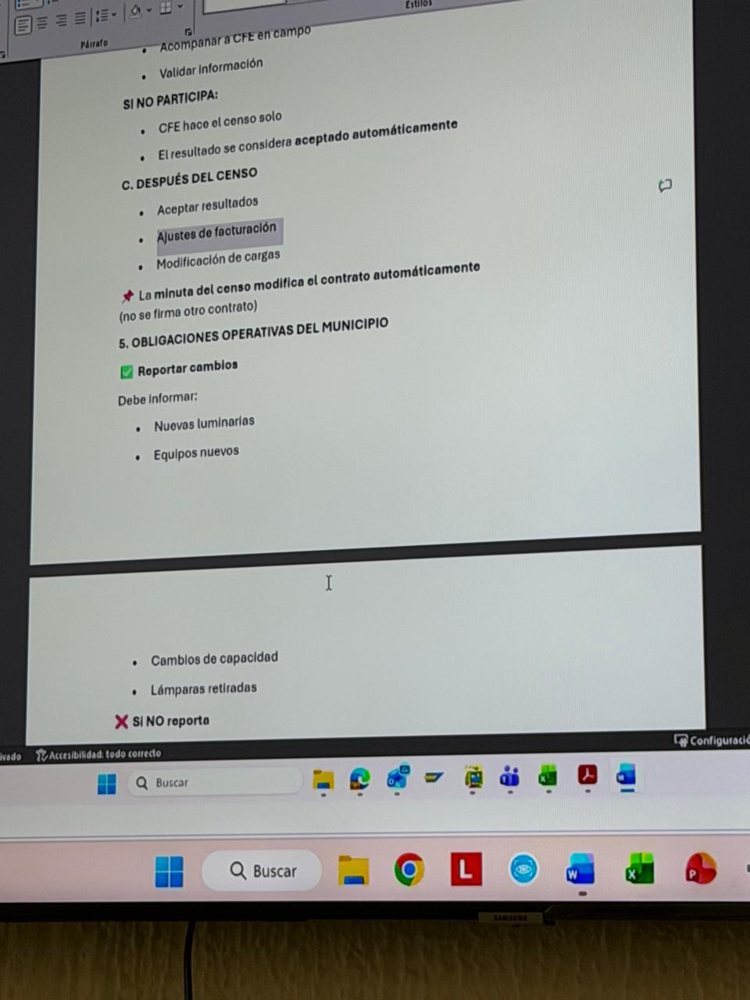 Estilos
Párrafo
• Acompañar a CFE en campo
• Validar información
SI NO PARTICIPA:
• CFE hace el censo solo
• El resultado se considera aceptado automáticamente
C. DESPUÉS DEL CENSO
• Aceptar resultados
• Ajustes de facturación
• Modificación de cargas
📌 La minuta del censo modifica el contrato automáticamente
(no se firma otro contrato)
5. OBLIGACIONES OPERATIVAS DEL MUNICIPIO
✅ Reportar cambios
Debe informar:
• Nuevas luminarias
• Equipos nuevos
• Cambios de capacidad
• Lámparas retiradas
❌ Si NO reporta
ivado Accesibilidad: todo correcto Configuració
Buscar
Buscar
SAMSUNG